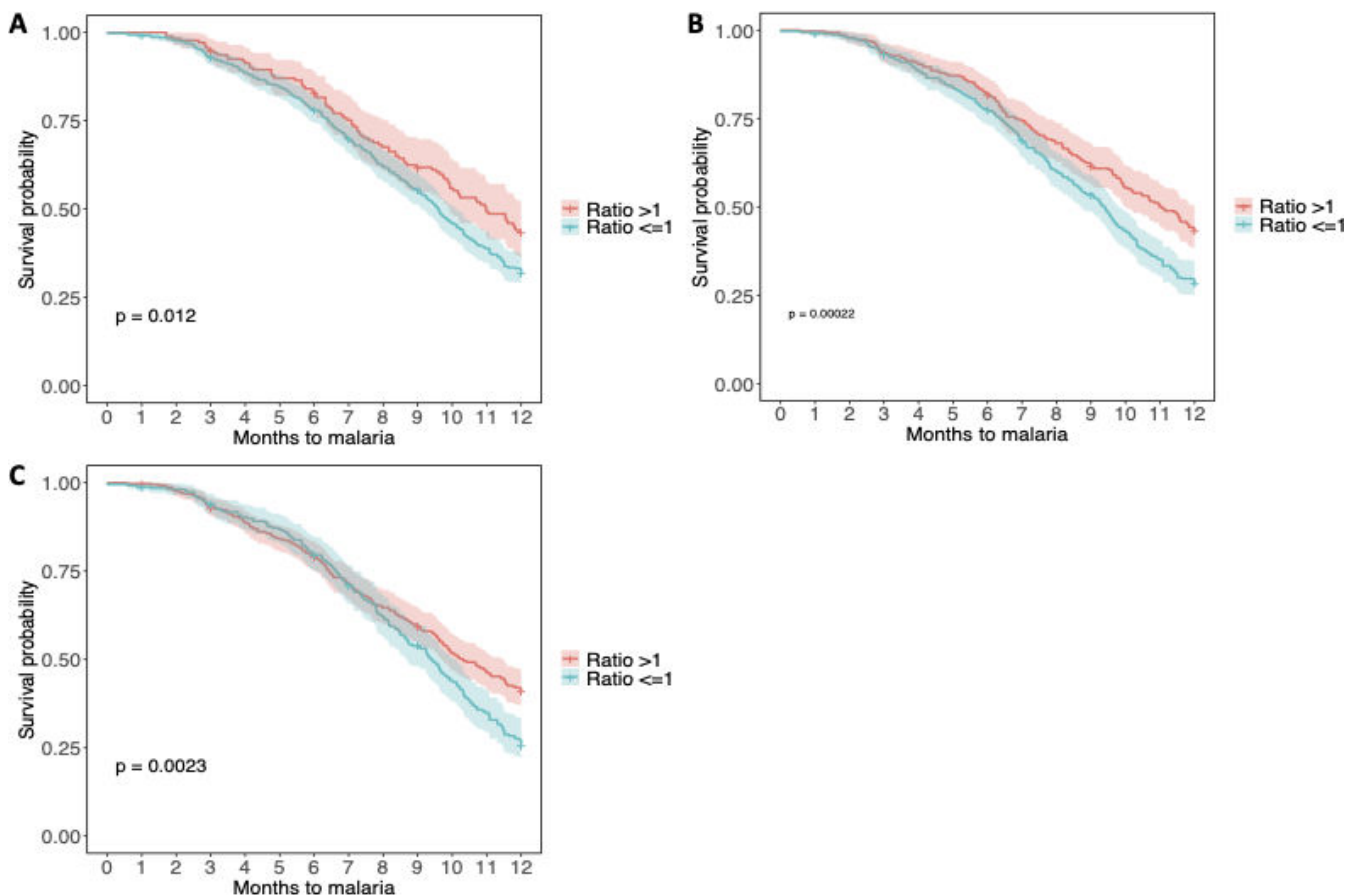 A
Survival probability
1.00
0.75
0.50
0.25
0.00
p = 0.012
0 1 2 3 4 5 6 7 8 9 10 11 12
Months to malaria
Ratio >1
Ratio <=1
B
Survival probability
1.00
0.75
0.50
0.25
0.00
p = 0.00022
0 1 2 3 4 5 6 7 8 9 10 11 12
Months to malaria
Ratio >1
Ratio <=1
C
Survival probability
1.00
0.75
0.50
0.25
0.00
p = 0.0023
0 1 2 3 4 5 6 7 8 9 10 11 12
Months to malaria
Ratio >1
Ratio <=1